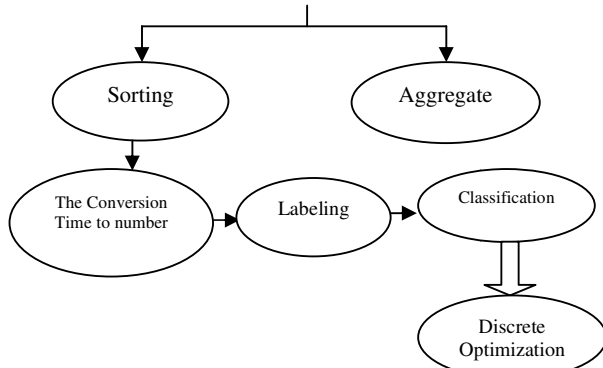 Sorting
Aggregate
The Conversion
Time to number
Labeling
Classification
Discrete
Optimization